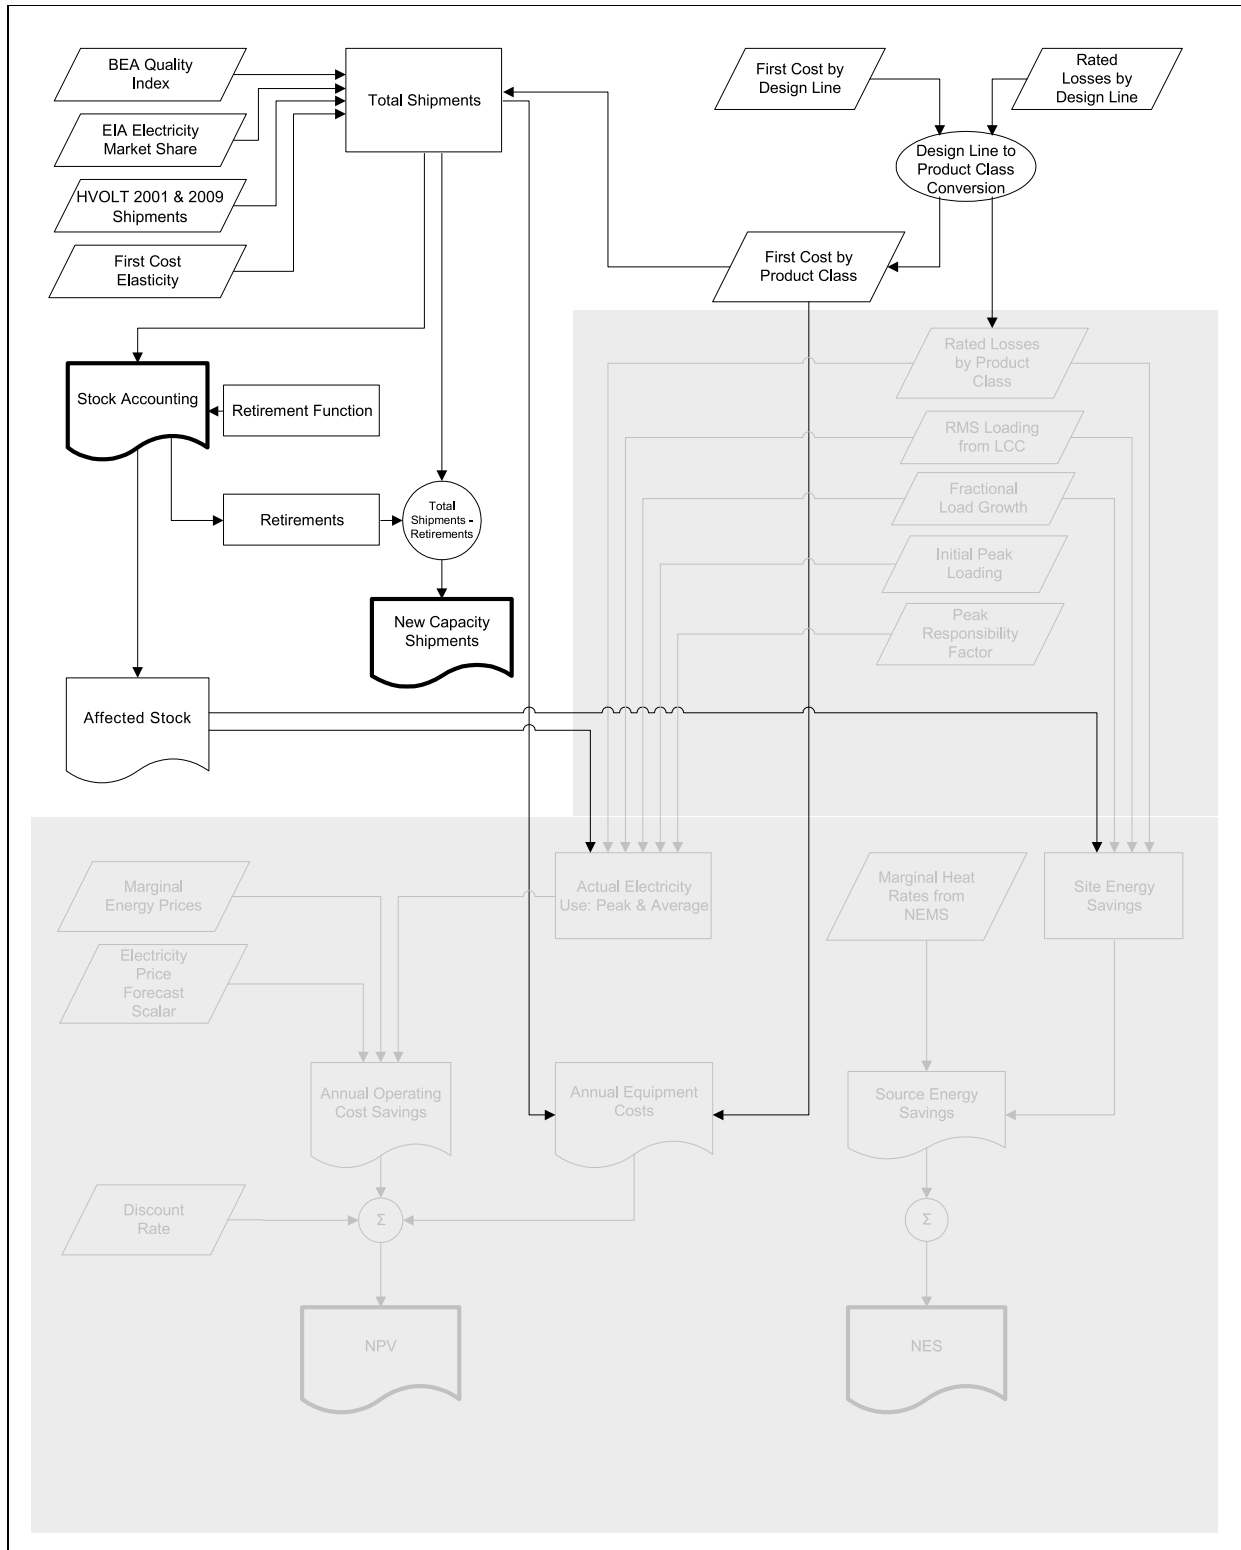 BEA Quality
Index
Total Shipments
First Cost by
Design Line
Rated
Losses by
Design Line
EIA Electricity
Market Share
Design Line to
Product Class
Conversion
HVOLT 2001 & 2009
Shipments
First Cost
Elasticity
First Cost by
Product Class
Rated Losses
by Product
Class
Stock Accounting
Retirement Function
RMS Loading
from LCC
Fractional
Load Growth
Retirements
Total
Shipments -
Retirements
Initial Peak
Loading
New Capacity
Shipments
Peak
Responsibility
Factor
Affected Stock
Marginal
Energy Prices
Actual Electricity
Use: Peak & Average
Marginal Heat
Rates from
NEMS
Site Energy
Savings
Electricity
Price
Forecast
Scalar
Annual Operating
Cost Savings
Annual Equipment
Costs
Source Energy
Savings
Discount
Rate
Σ
Σ
NPV
NES